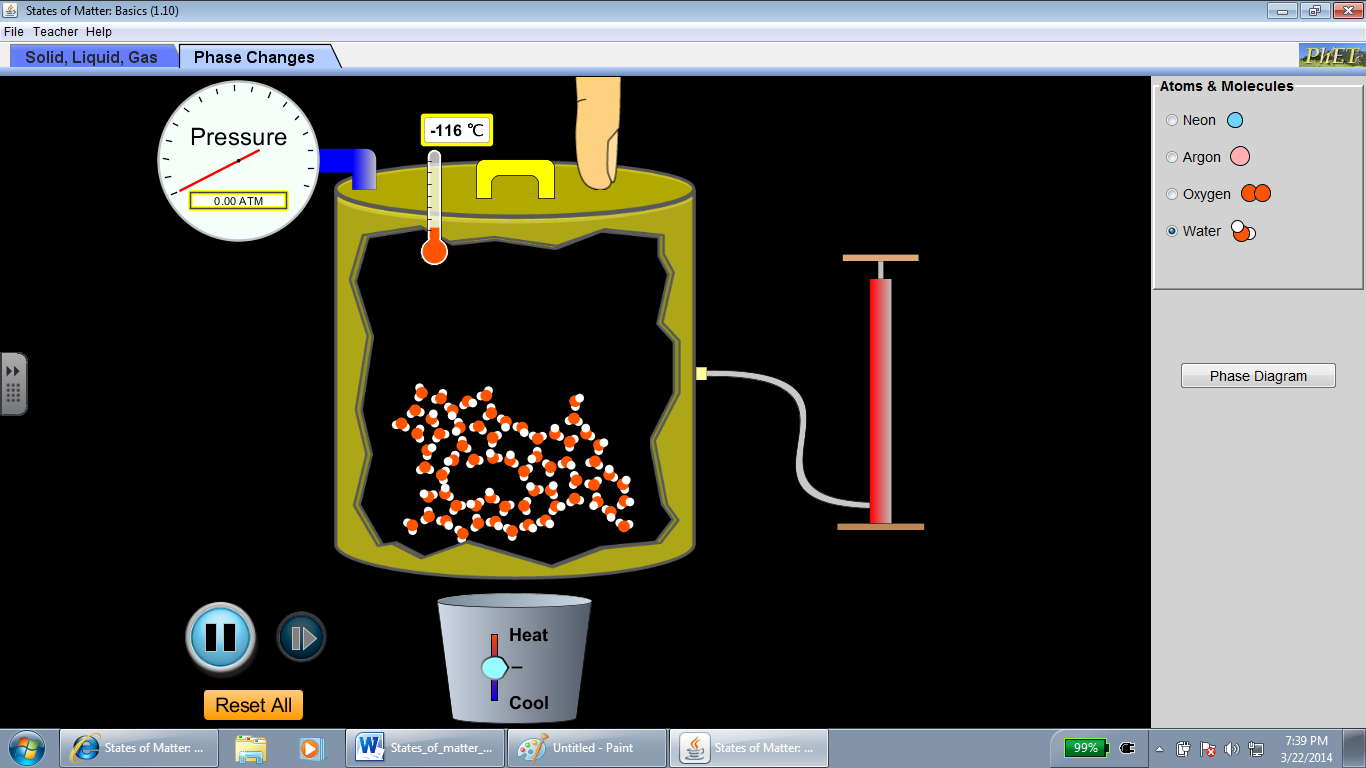 States of Matter: Basics (1.10)
File Teacher Help
Solid, Liquid, Gas
Phase Changes
PhET
Pressure
0.00 ATM
-116 ℃
Atoms & Molecules
Neon
Argon
Oxygen
Water
Phase Diagram
Heat
Cool
Reset All
States of Matter: ...
States_of_matter_...
Untitled - Paint
States of Matter: ...
99%
7:39 PM
3/22/2014